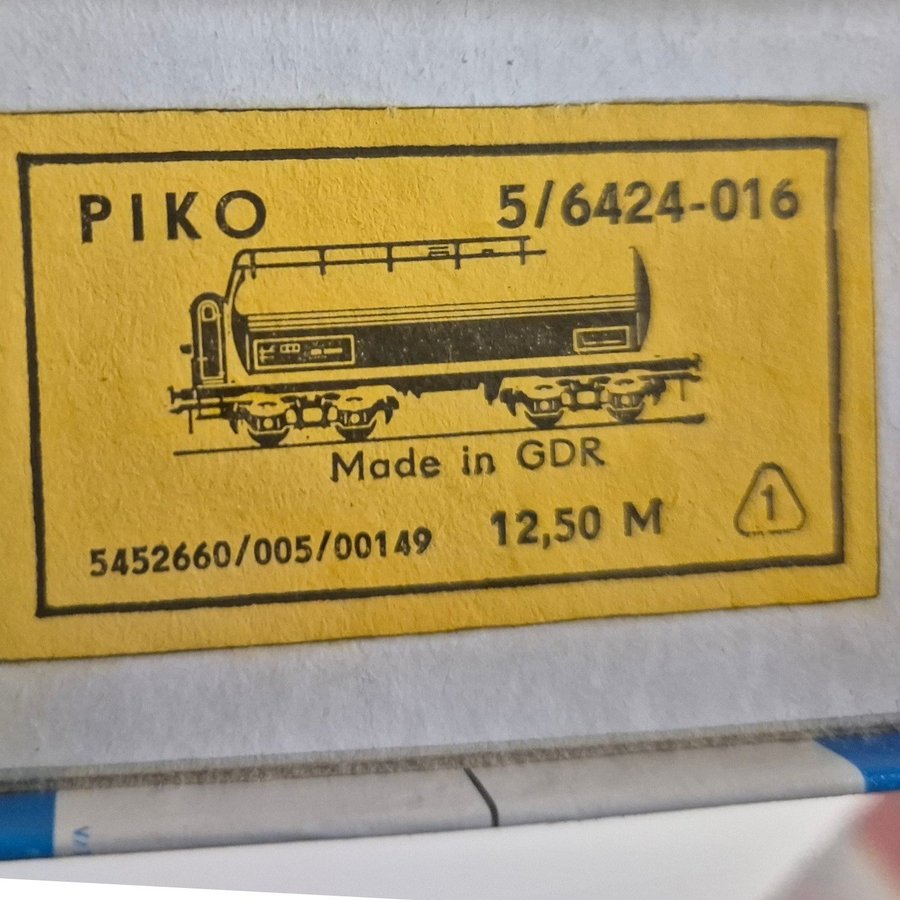 PIKO 5/6424-016
Made in GDR
5452660/005/00149 12,50 M 1